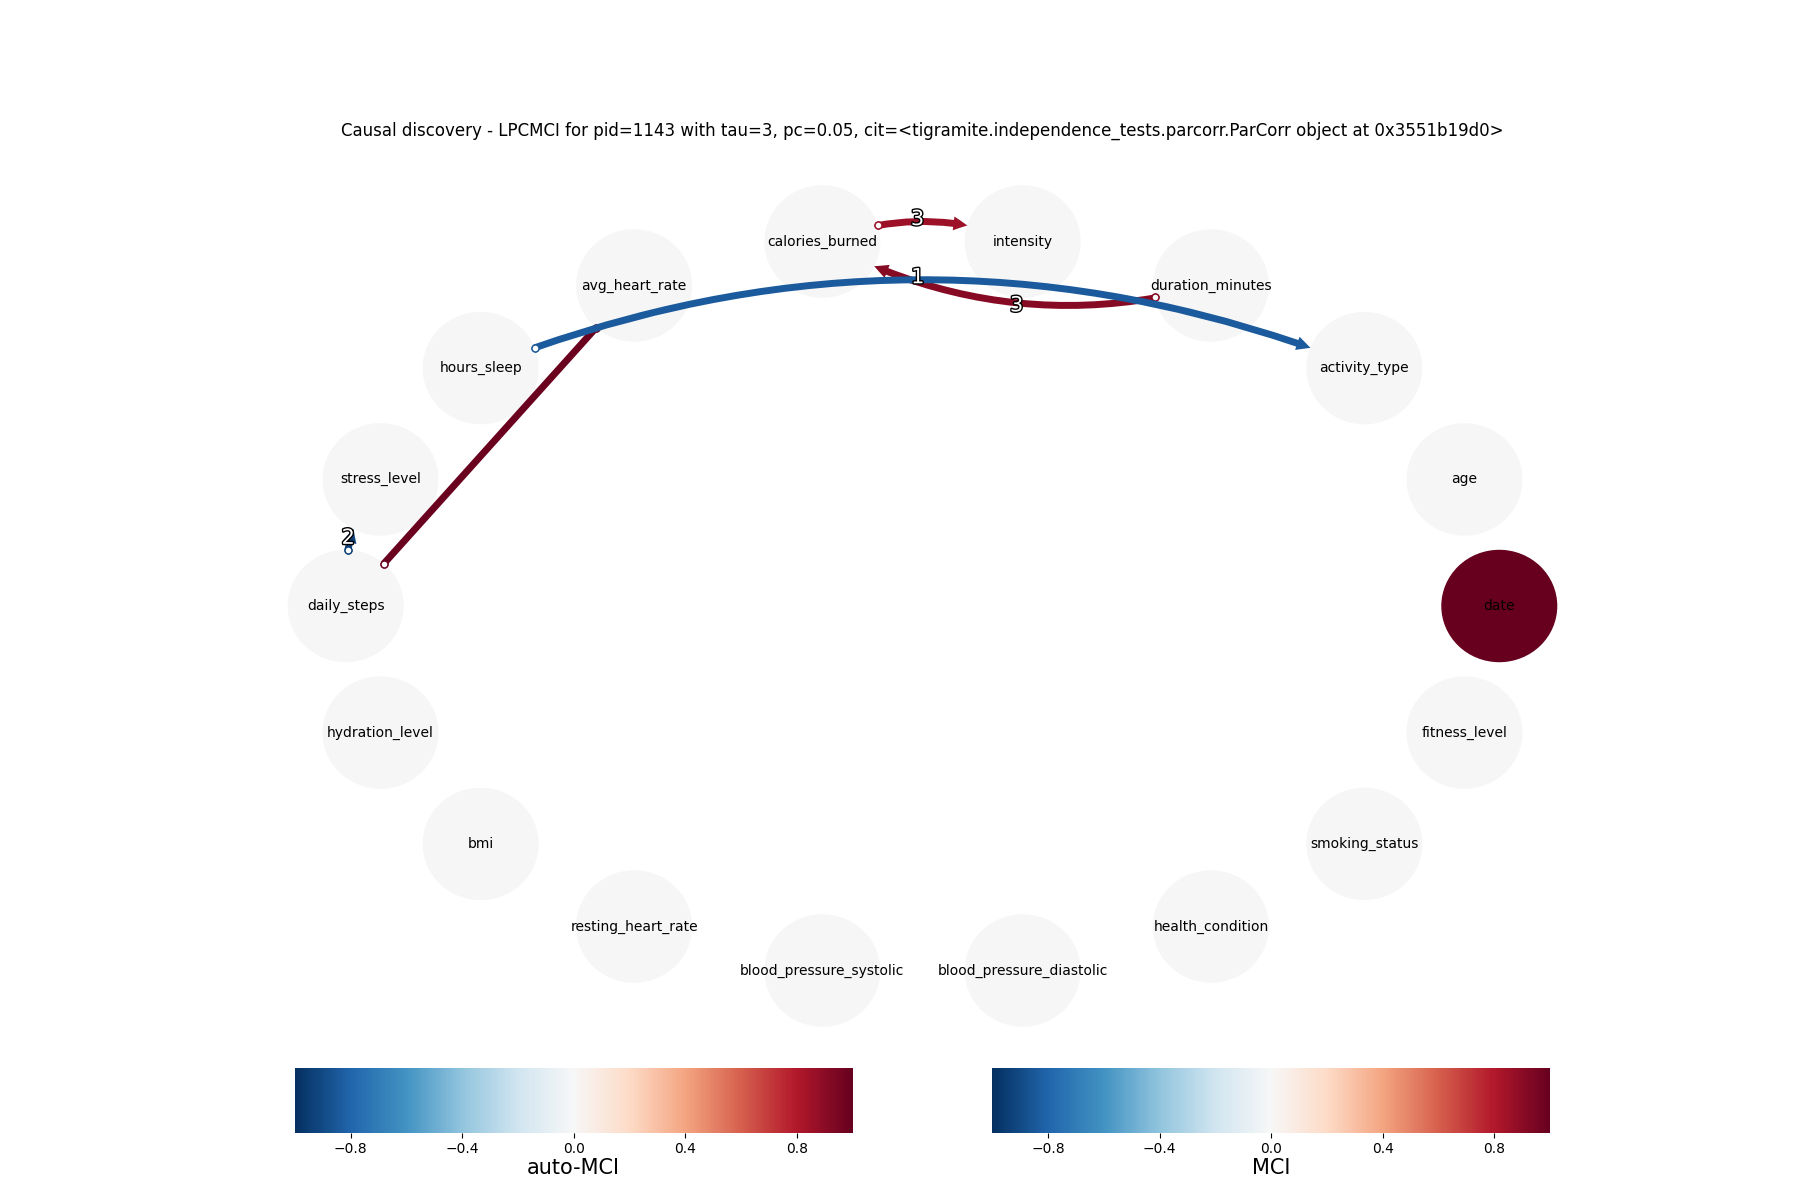 Causal discovery - LPCMCI for pid=1143 with tau=3, pc=0.05, cit=<tigramite.independence_tests.parcorr.ParCorr object at 0x3551b19d0>
3
calories_burned
intensity
1
avg_heart_rate
duration_minutes
3
hours_sleep
activity_type
stress_level
age
2
daily_steps
date
hydration_level
fitness_level
bmi
smoking_status
resting_heart_rate
health_condition
blood_pressure_systolic
blood_pressure_diastolic
−0.8 −0.4 0.0 0.4 0.8
auto-MCI
−0.8 −0.4 0.0 0.4 0.8
MCI